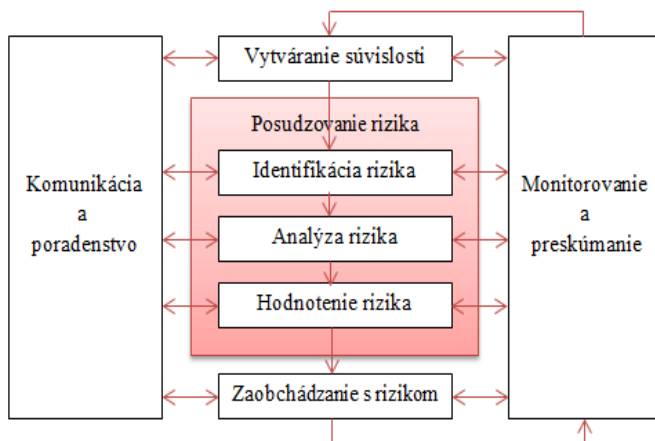 Komunikácia
a
poradenstvo
Vytváranie súvislosti
Posudzovanie rizika
Identifikácia rizika
Analýza rizika
Hodnotenie rizika
Zaobchádzanie s rizikom
Monitorovanie
a
preskúmanie